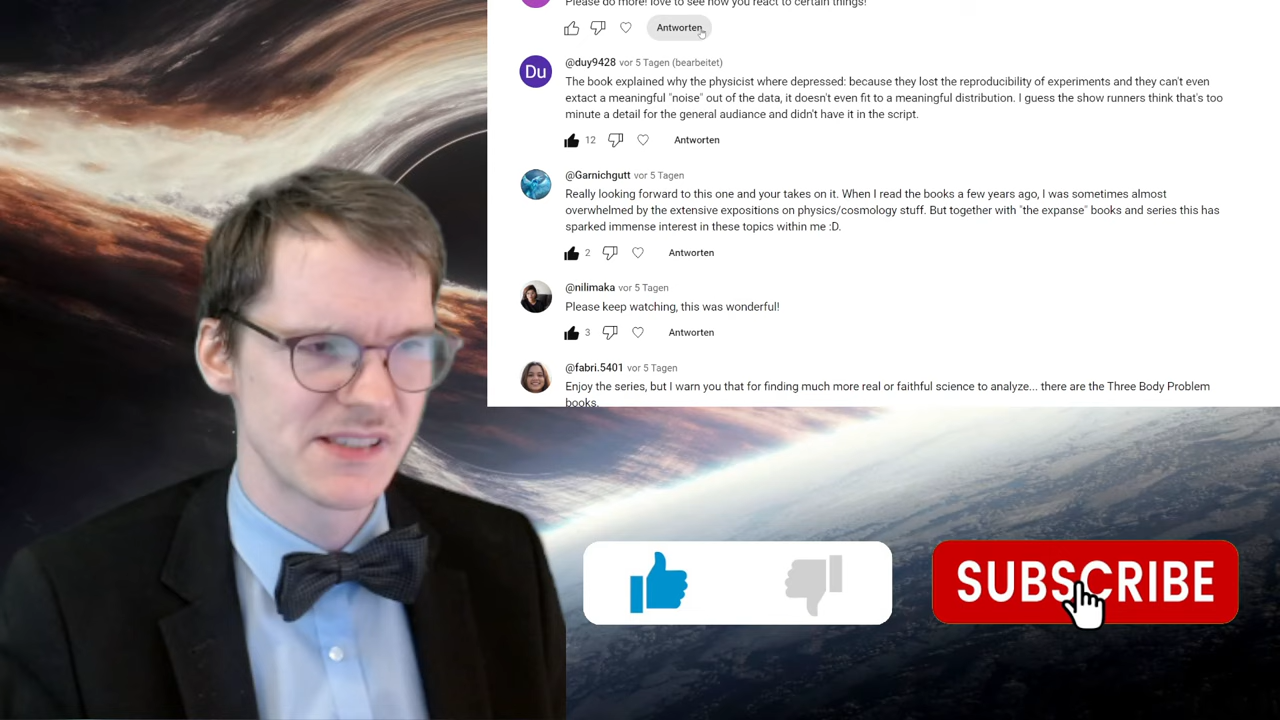 Please do more! love to see how you react to certain things!
Antworten
Du
@duy9428 vor 5 Tagen (bearbeitet)
The book explained why the physicist where depressed: because they lost the reproducibility of experiments and they can't even
extact a meaningful "noise" out of the data, it doesn't even fit to a meaningful distribution. I guess the show runners think that's too
minute a detail for the general audiance and didn't have it in the script.
12 Antworten
@Garnichgutt vor 5 Tagen
Really looking forward to this one and your takes on it. When I read the books a few years ago, I was sometimes almost
overwhelmed by the extensive expositions on physics/cosmology stuff. But together with "the expanse" books and series this has
sparked immense interest in these topics within me :D.
2 Antworten
@nilimaka vor 5 Tagen
Please keep watching, this was wonderful!
3 Antworten
@fabri.5401 vor 5 Tagen
Enjoy the series, but I warn you that for finding much more real or faithful science to analyze... there are the Three Body Problem
books.
SUBSCRIBE